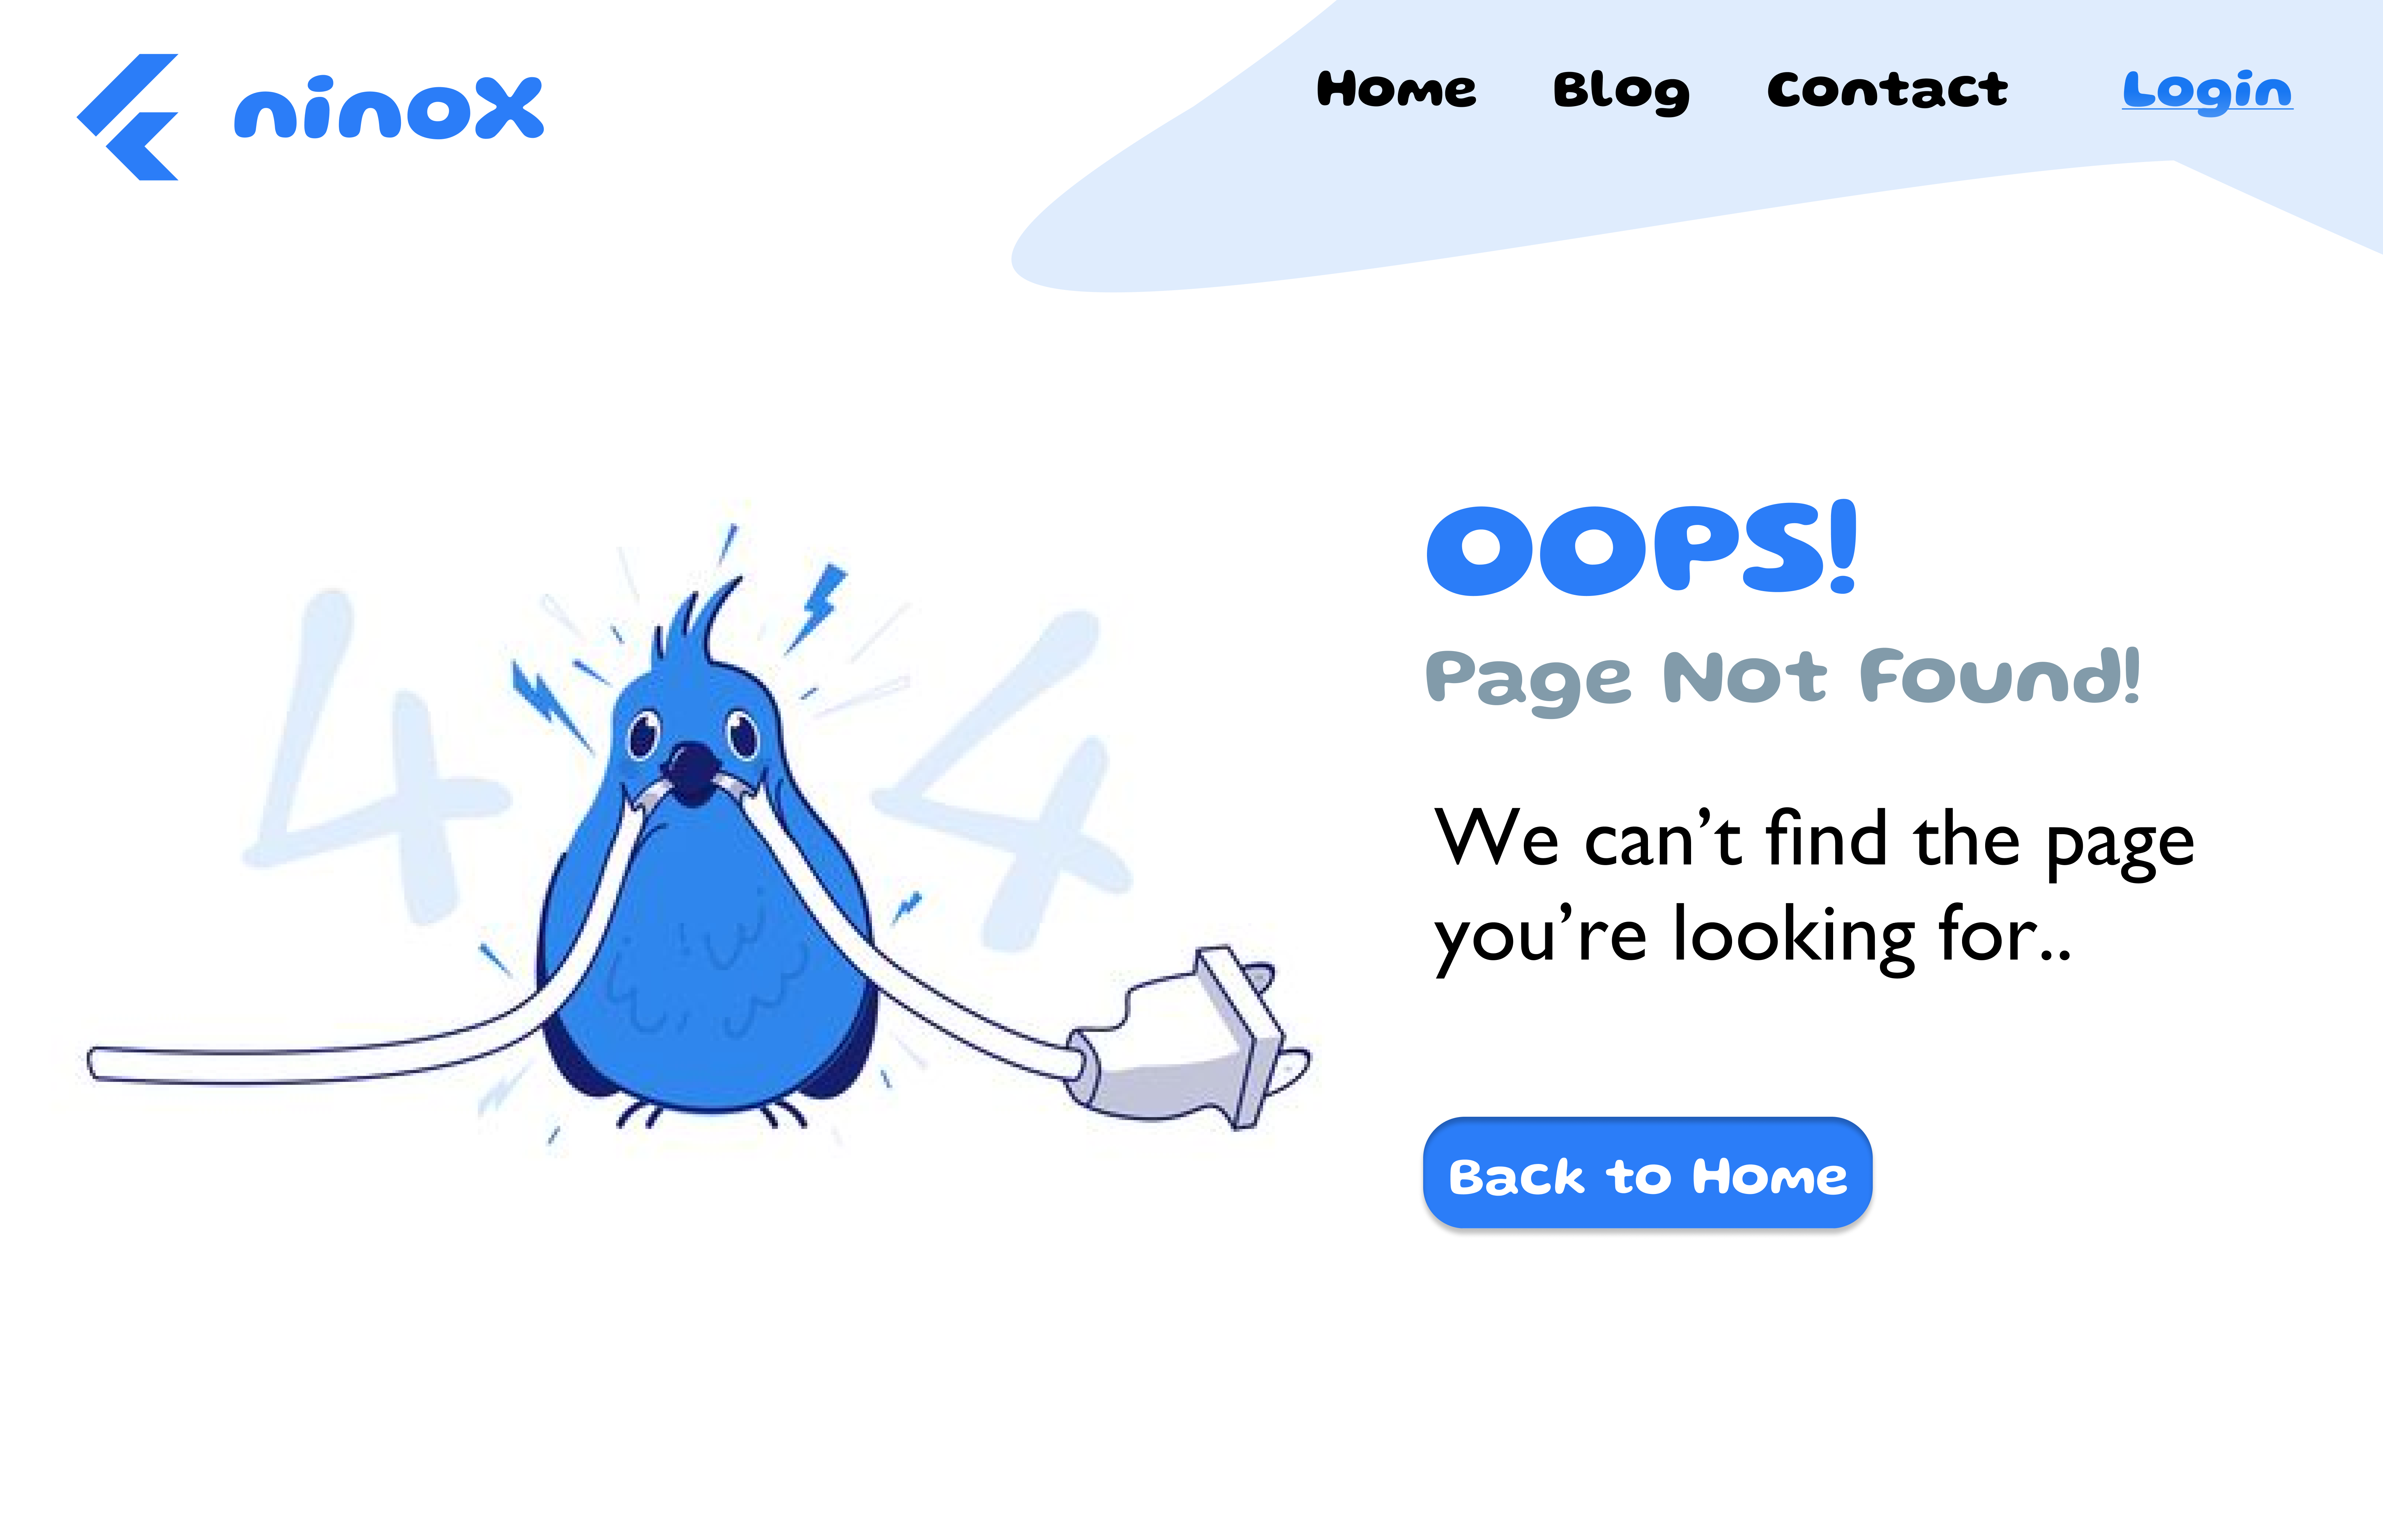 ninox
Home Blog Contact Login
4 4
OOPS!
Page Not Found!
We can’t find the page
you’re looking for..
Back to Home